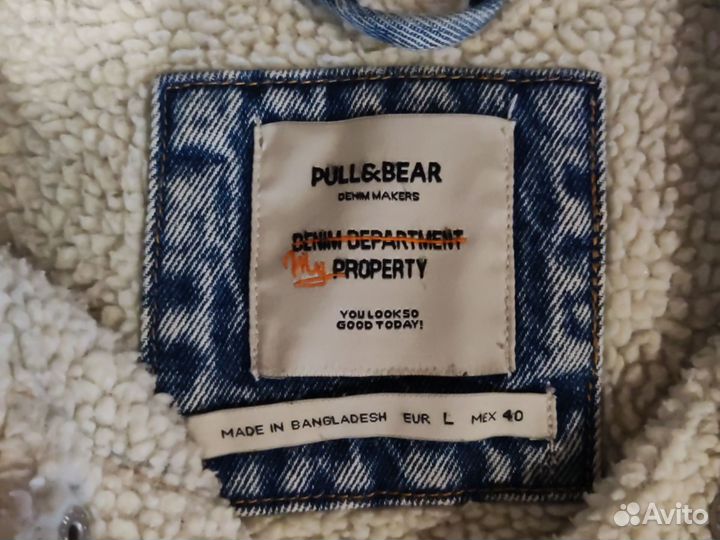 PULL&BEAR
DENIM MAKERS
DENIM DEPARTMENT
My PROPERTY
YOU LOOK SO
GOOD TODAY!
MADE IN BANGLADESH EUR L MEX 40
Avito